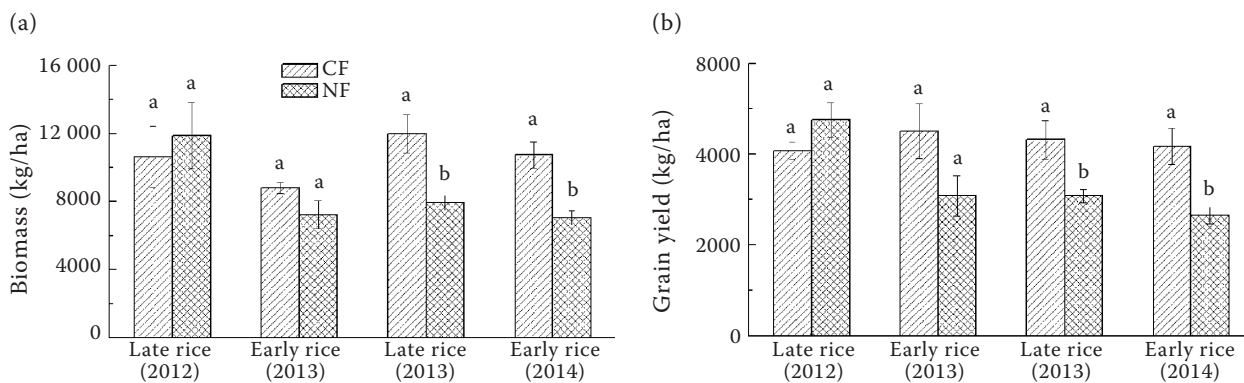 (a)
Biomass (kg/ha)
16 000
12 000
8000
4000
0
CF
NF
a
a
a
a
a
b
a
b
Late rice
(2012)
Early rice
(2013)
Late rice
(2013)
Early rice
(2014)
(b)
Grain yield (kg/ha)
8000
4000
2000
0
a
a
a
a
a
b
a
b
Late rice
(2012)
Early rice
(2013)
Late rice
(2013)
Early rice
(2014)